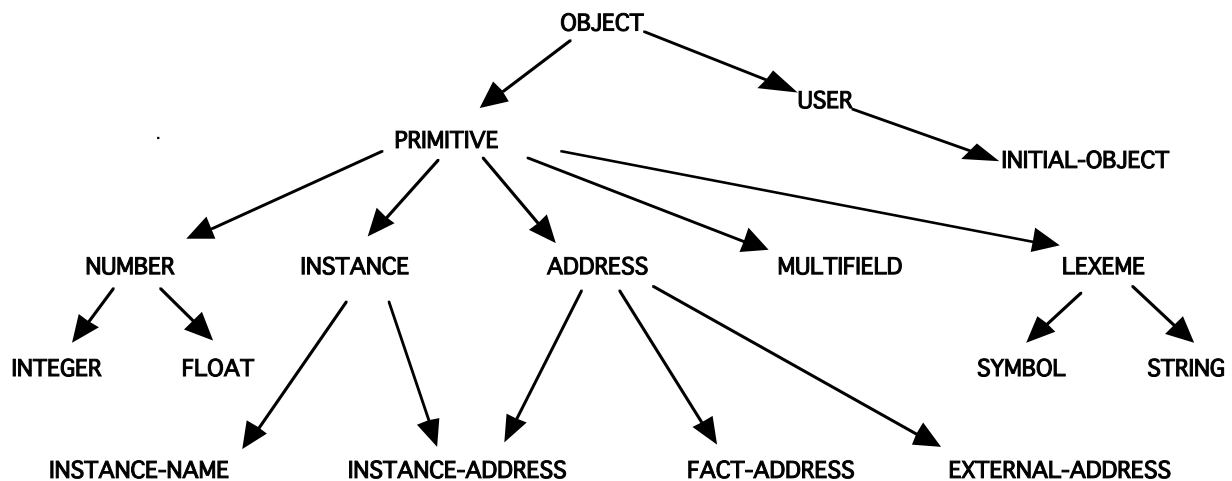 OBJECT
USER
PRIMITIVE
INITIAL-OBJECT
NUMBER INSTANCE ADDRESS MULTIFIELD LEXEME
INTEGER FLOAT SYMBOL STRING
INSTANCE-NAME INSTANCE-ADDRESS FACT-ADDRESS EXTERNAL-ADDRESS